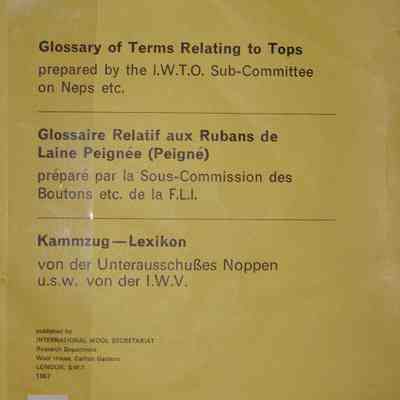 Glossary of Terms Relating to Tops
prepared by the I.W.T.O. Sub-Committee
on Neps etc.
Glossaire Relatif aux Rubans de
Laine Peignée (Peigné)
préparé par la Sous-Commission des
Boutons etc. de la F.L.I.
Kammzug—Lexikon
von der Unterausschußes Noppen
u.s.w. von der I.W.V.
published by
INTERNATIONAL WOOL SECRETARIAT
Research Department
Wool House, Carlton Gardens
LONDON, S.W.1
1967